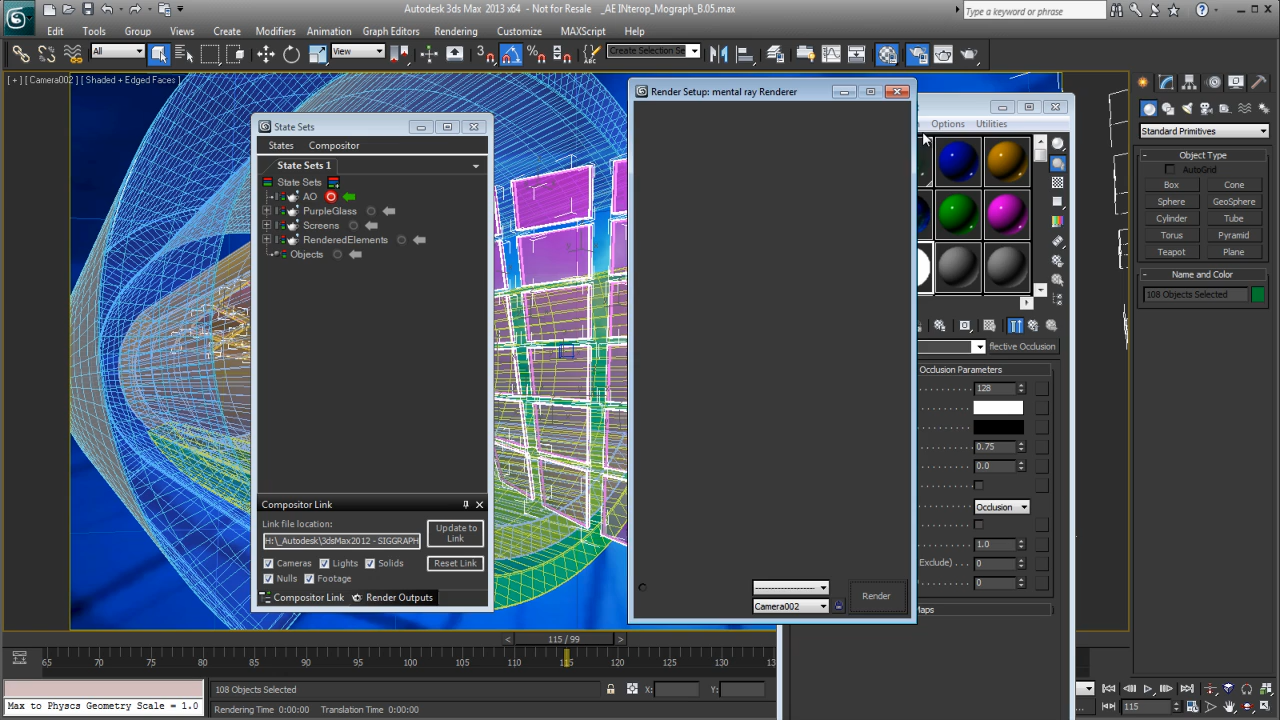 Autodesk 3ds Max 2013 x64 - Not for Resale _AE INterop_Mograph_B.05.max
Type a keyword or phrase
Edit Tools Group Views Create Modifiers Animation Graph Editors Rendering Customize MAXScript Help
All
View
Create Selection Se
[ + ] [ Camera002 ] [ Shaded + Edged Faces ]
State Sets
States Compositor
State Sets 1
State Sets
AO
PurpleGlass
Screens
RenderedElements
Objects
Compositor Link
Link file location:
H:\_Autodesk\3dsMax2012 - SIGGRAPH
Update to Link
Cameras Lights Solids
Reset Link
Nulls Footage
Compositor Link Render Outputs
Render Setup: mental ray Renderer
Camera002
Render
Options Utilities
flective Occlusion
Occlusion Parameters
128
0.75
0.0
Occlusion
1.0
Exclude) 0
0
Maps
Standard Primitives
Object Type
AutoGrid
Box Cone
Sphere GeoSphere
Cylinder Tube
Torus Pyramid
Teapot Plane
Name and Color
108 Objects Selected
115 / 99
65 70 75 80 85 90 95 100 105 110 115 120 125 13
Max to Physcs Geometry Scale = 1.0
108 Objects Selected
X: Y:
Rendering Time 0:00:00 Translation Time 0:00:00
115